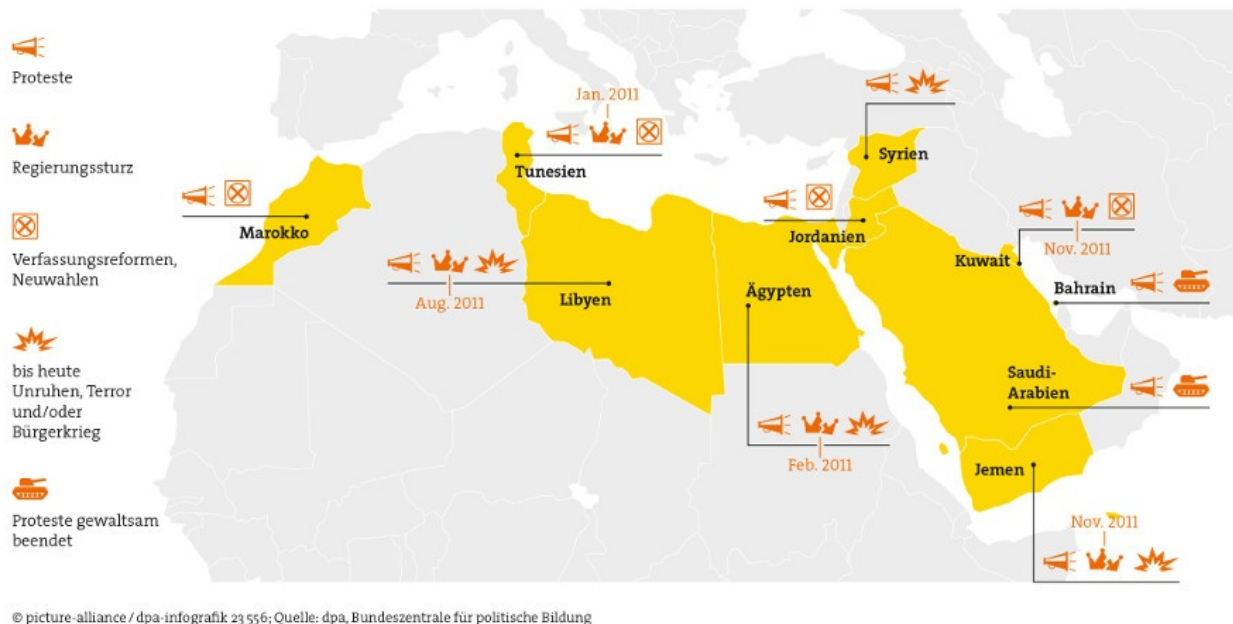 Proteste
Regierungssturz
Verfassungsreformen,
Neuwahlen
bis heute
Unruhen, Terror
und/oder
Bürgerkrieg
Proteste gewaltsam
beendet
Jan. 2011
Tunesien
Marokko
Aug. 2011
Libyen
Ägypten
Feb. 2011
Syrien
Jordanien
Kuwait
Nov. 2011
Bahrain
Saudi-
Arabien
Jemen
Nov. 2011
© picture-alliance / dpa-infografik 23 556; Quelle: dpa, Bundeszentrale für politische Bildung